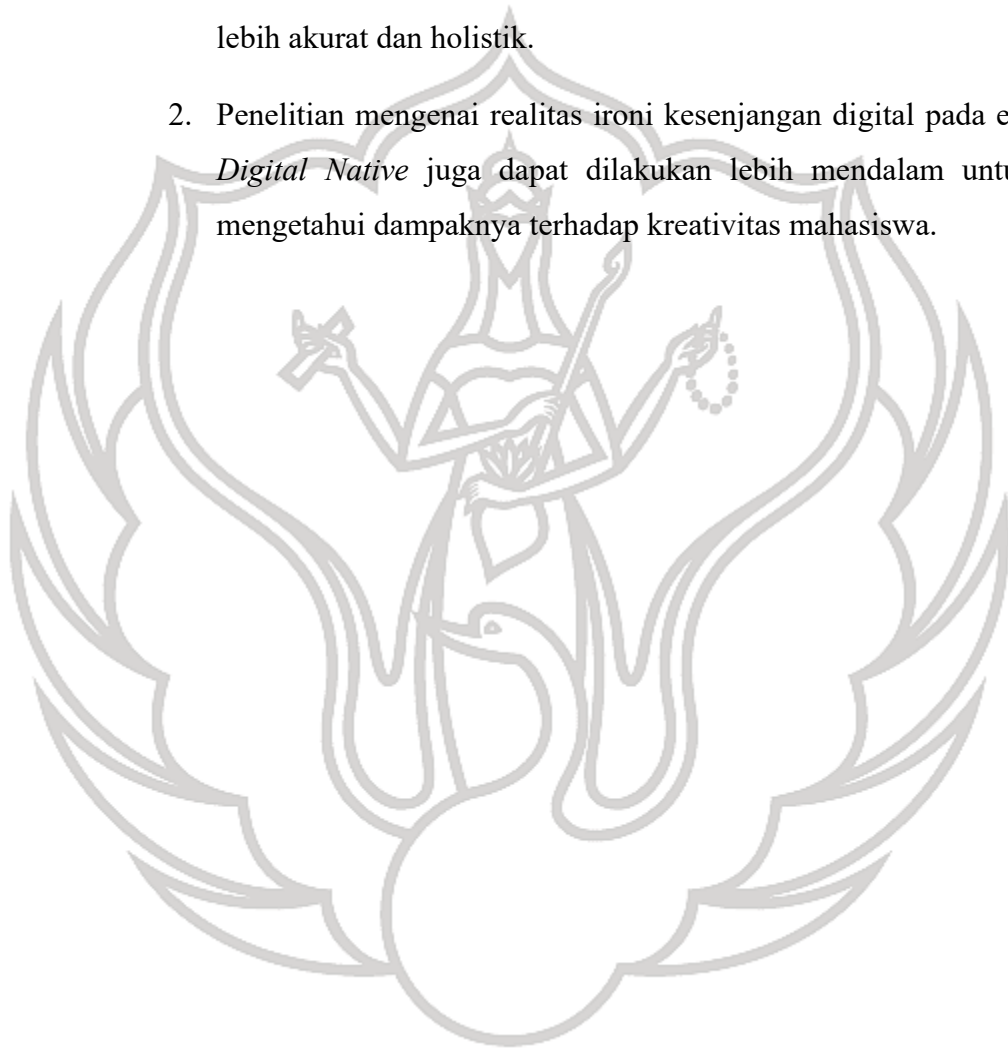 lebih akurat dan holistik.
2. Penelitian mengenai realitas ironi kesenjangan digital pada e
Digital Native juga dapat dilakukan lebih mendalam untu
mengetahui dampaknya terhadap kreativitas mahasiswa.